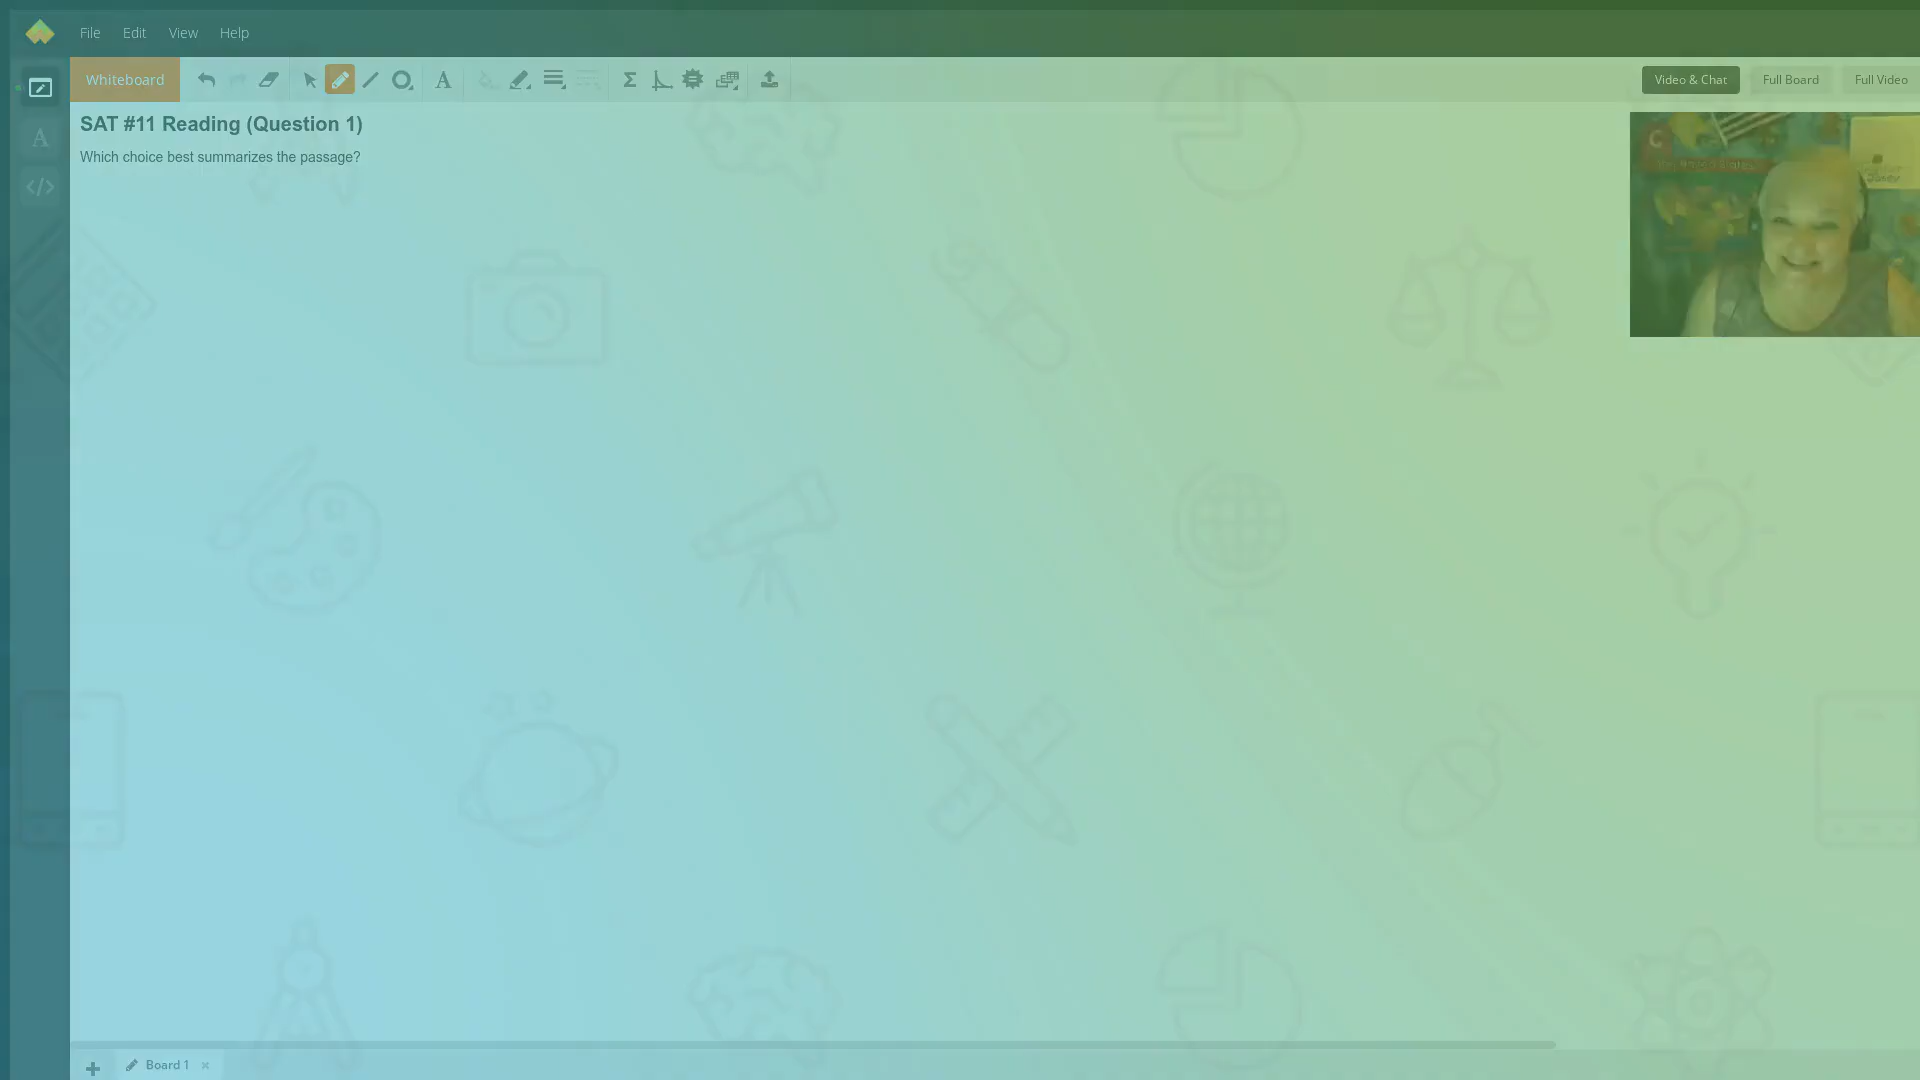 File Edit View Help
Whiteboard
Video & Chat Full Board Full Video
SAT #11 Reading (Question 1)
Which choice best summarizes the passage?
Board 1